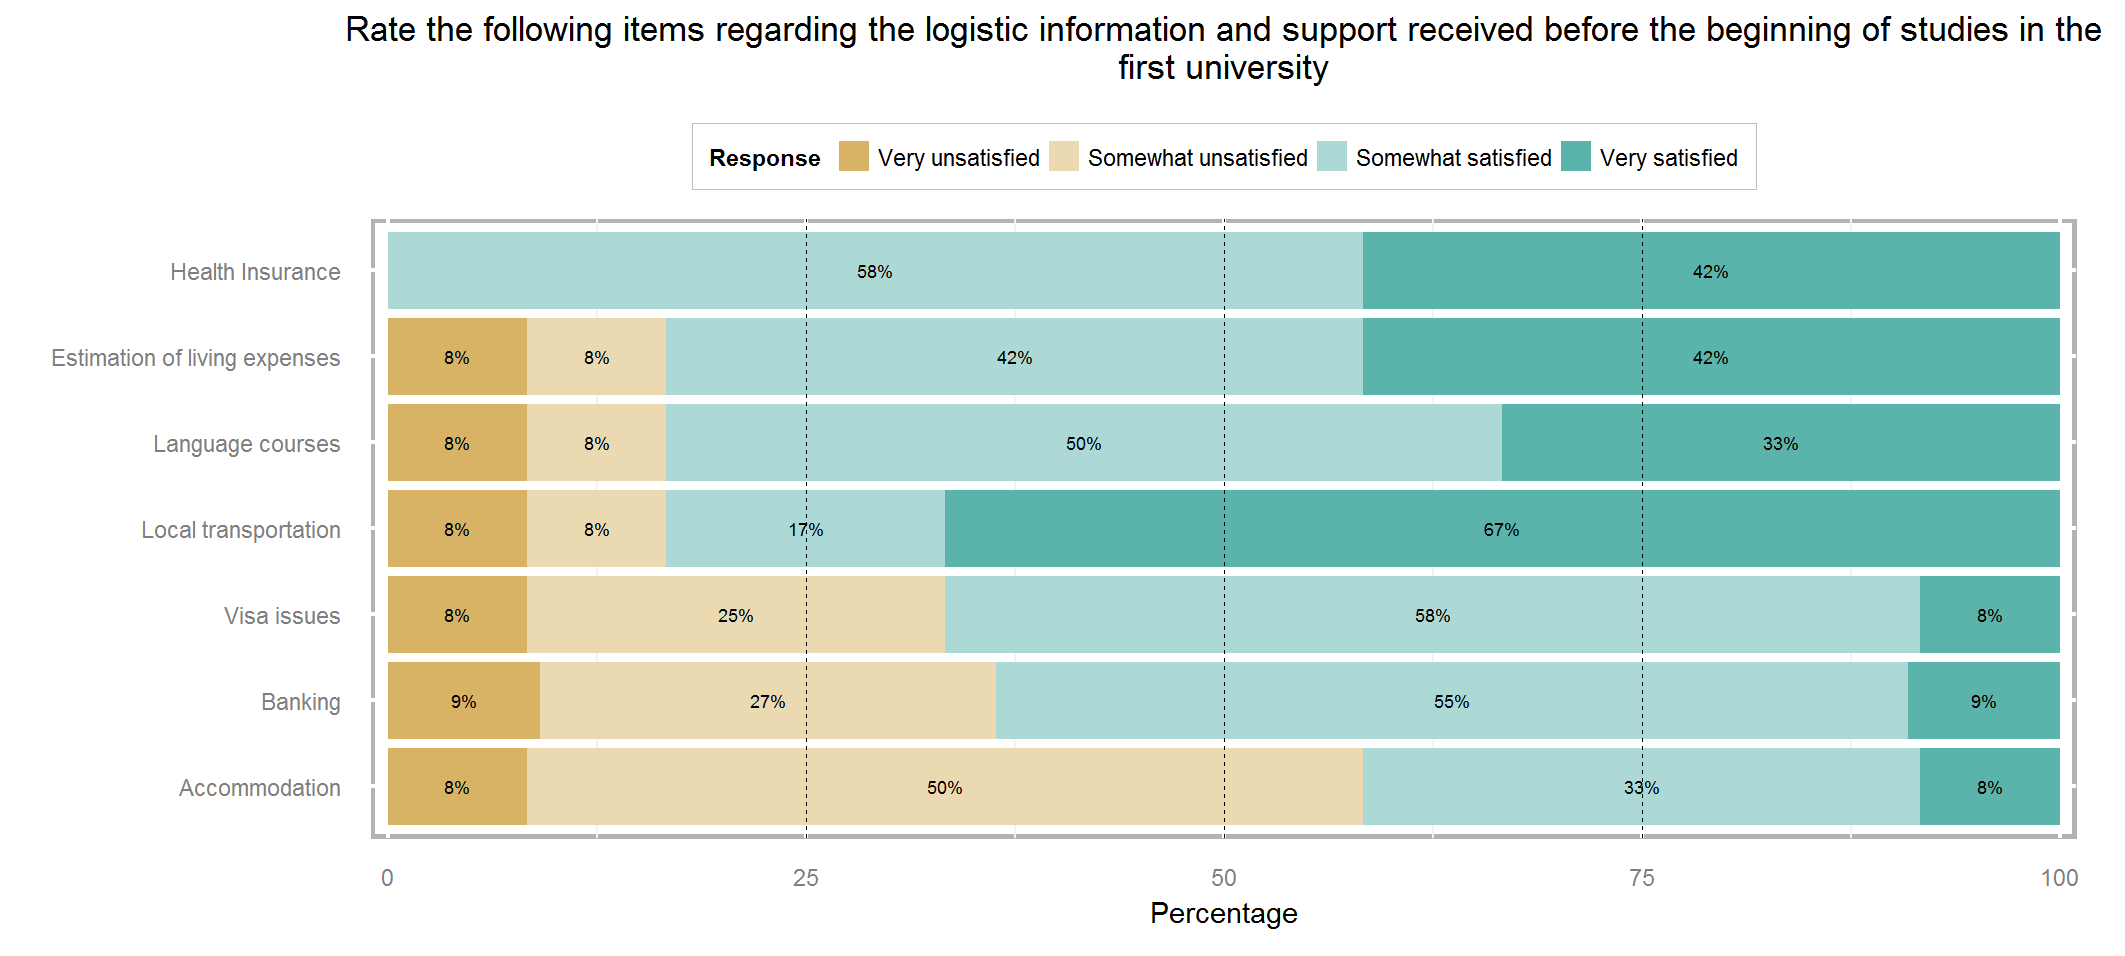 Rate the following items regarding the logistic information and support received before the beginning of studies in the
first university
Response Very unsatisfied Somewhat unsatisfied Somewhat satisfied Very satisfied
Health Insurance 58% 42%
Estimation of living expenses 8% 8% 42% 42%
Language courses 8% 8% 50% 33%
Local transportation 8% 8% 17% 67%
Visa issues 8% 25% 58% 8%
Banking 9% 27% 55% 9%
Accommodation 8% 50% 33% 8%
0 25 50 75 100
Percentage